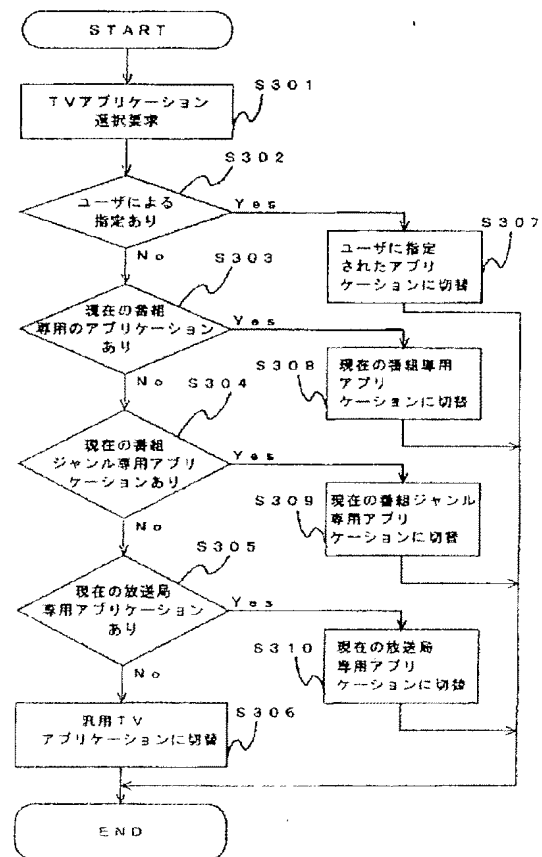 START
TVアプリケーション
選択要求
S301
S302
ユーザによる
指定あり
Yes
No
S307
ユーザに指定
されたアプリ
ケーションに切替
S303
現在の番組
専用のアプリケーション
あり
Yes
No
S308
現在の番組専用
アプリ
ケーションに切替
S304
現在の番組
ジャンル専用アプリ
ケーションあり
Yes
No
S309
現在の番組ジャンル
専用アプリ
ケーションに切替
S305
現在の放送局
専用アプリケーション
あり
Yes
No
S310
現在の放送局
専用アプリ
ケーションに切替
S306
汎用TV
アプリケーションに切替
END